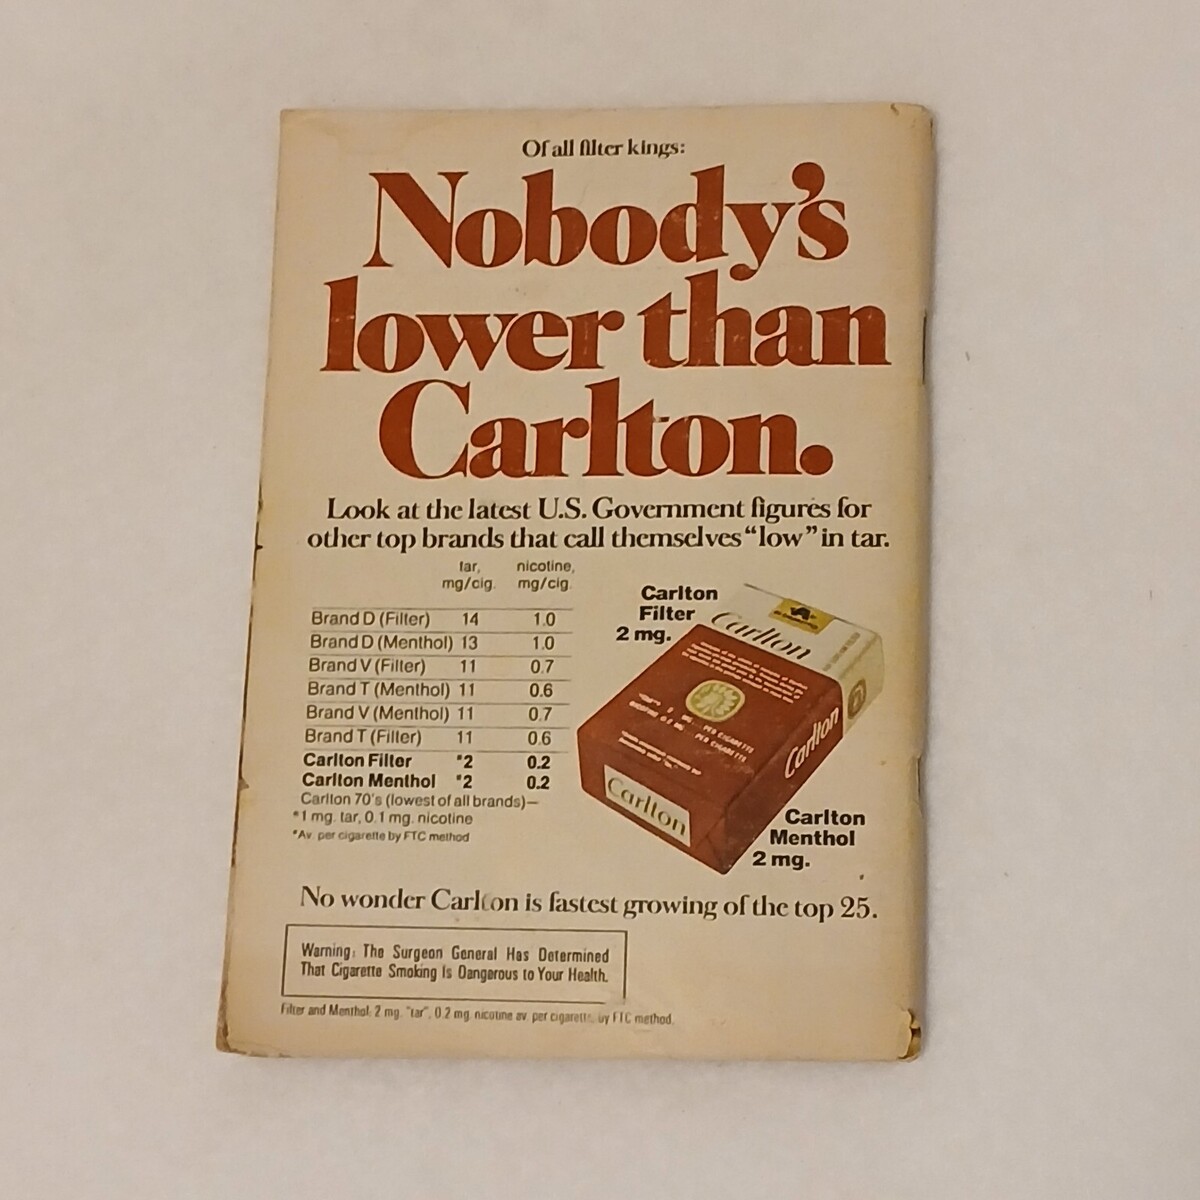 Of all filter kings:
Nobody's
lower than
Carlton.
Look at the latest U.S. Government figures for
other top brands that call themselves “low” in tar.
tar, nicotine,
mg/cig. mg/cig.
Brand D (Filter) 14 1.0
Brand D (Menthol) 13 1.0
Brand V (Filter) 11 0.7
Brand T (Menthol) 11 0.6
Brand V (Menthol) 11 0.7
Brand T (Filter) 11 0.6
Carlton Filter *2 0.2
Carlton Menthol *2 0.2
Carlton 70's (lowest of all brands)—
*1 mg. tar, 0.1 mg. nicotine
*Av. per cigarette by FTC method
Carlton
Filter
2 mg.
Carlton
PER CIGARETTE
PER CIGARETTE
Carlton
Carlton
Carlton
Menthol
2 mg.
No wonder Carlton is fastest growing of the top 25.
Warning: The Surgeon General Has Determined
That Cigarette Smoking Is Dangerous to Your Health.
Filter and Menthol: 2 mg. "tar", 0.2 mg. nicotine av. per cigarette, by FTC method.